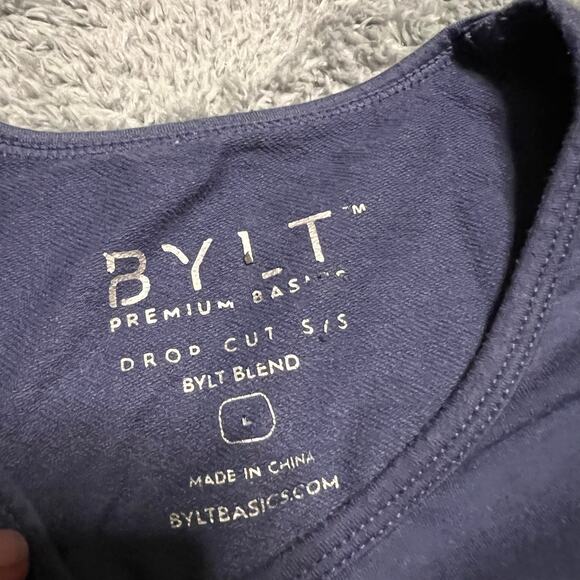 BYLT™
PREMIUM BASICS
DROP CUT S/S
BYLT BLEND
L
MADE IN CHINA
BYLTBASICS.COM